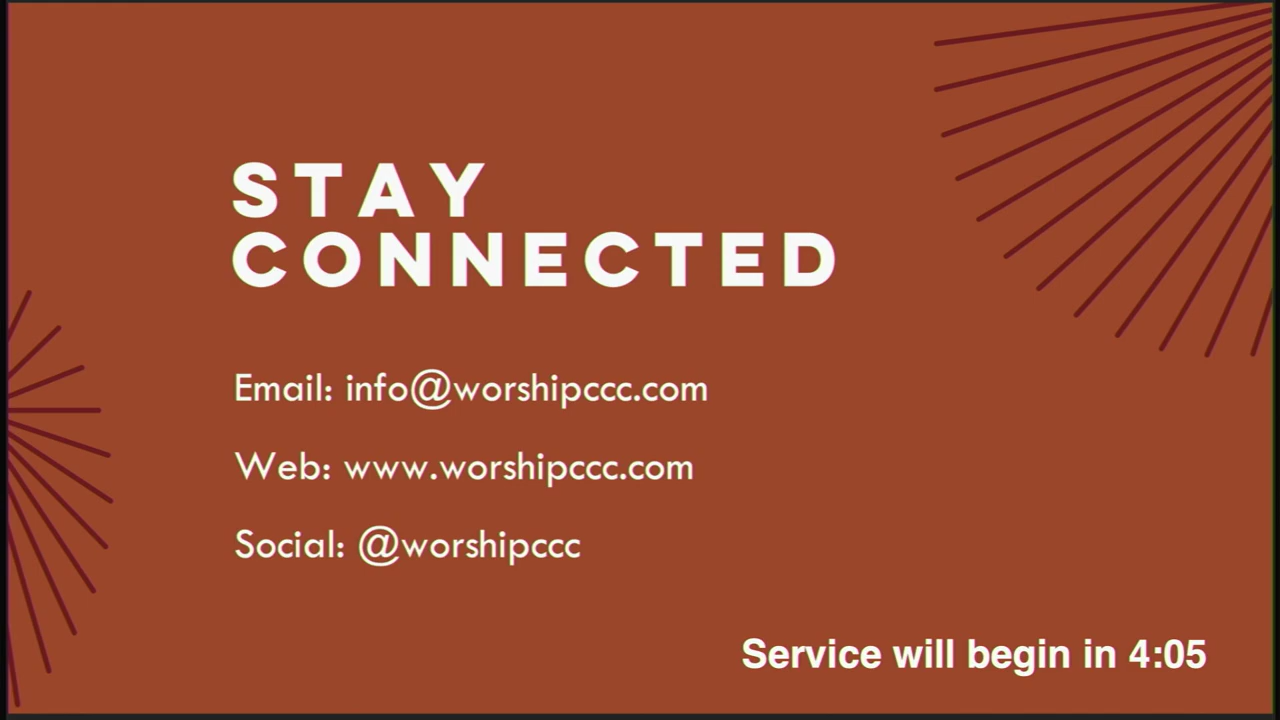 STAY
CONNECTED
Email: info@worshipccc.com
Web: www.worshipccc.com
Social: @worshipccc
Service will begin in 4:05